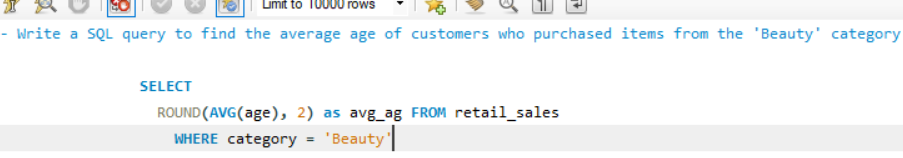 Limit to 10000 rows
- Write a SQL query to find the average age of customers who purchased items from the 'Beauty' category
SELECT
ROUND(AVG(age), 2) as avg_ag FROM retail_sales
WHERE category = 'Beauty'